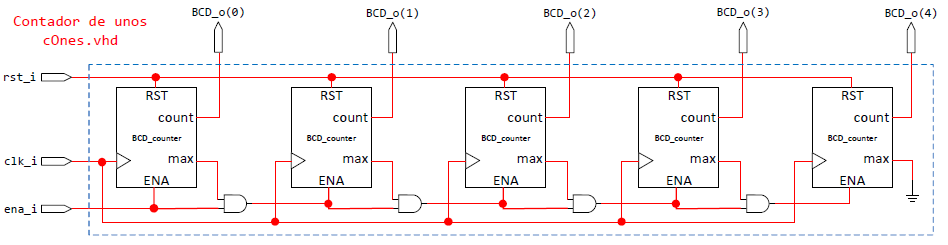 Contador de unos
cOnes.vhd
BCD_o(0)
BCD_o(1)
BCD_o(2)
BCD_o(3)
BCD_o(4)
rst_i
RST
RST
RST
RST
RST
count
count
count
count
count
BCD_counter
BCD_counter
BCD_counter
BCD_counter
BCD_counter
clk_i
max
max
max
max
max
ENA
ENA
ENA
ENA
ENA
ena_i